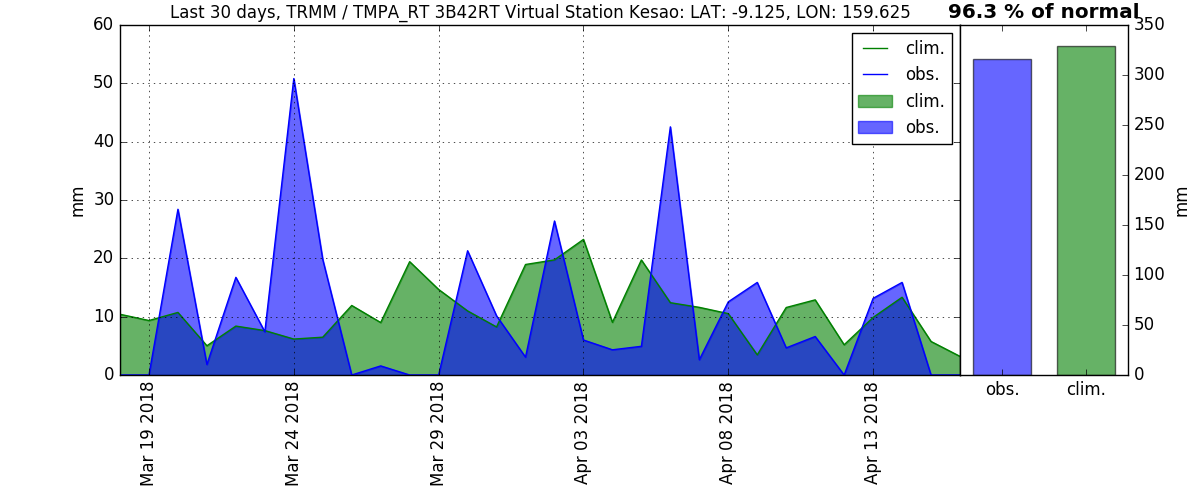 Last 30 days, TRMM / TMPA_RT 3B42RT Virtual Station Kesao: LAT: -9.125, LON: 159.625
96.3 % of normal
60
50
40
30
20
10
0
mm
clim.
obs.
clim.
obs.
Mar 19 2018
Mar 24 2018
Mar 29 2018
Apr 03 2018
Apr 08 2018
Apr 13 2018
350
300
250
200
150
100
50
0
mm
obs.
clim.